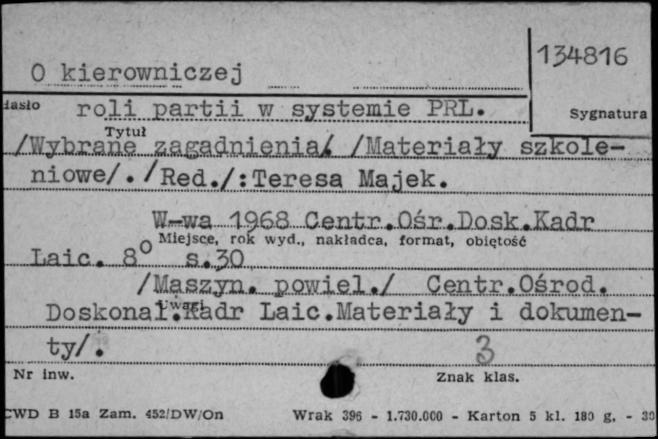 134816
O kierowniczej
Hasło roli partii w systemie PRL. Sygnatura
Tytuł
/Wybrane zagadnienia/. /Materiały szkole-
niowe/. /Red./:Teresa Majek.
W-wa 1968 Centr.Ośr.Dosk.Kadr
Miejsce, rok wyd., nakładca, format, objętość
Laic. 8° s.30
/Maszyn. powiel./ Centr.Ośrod.
Uwagi
Doskonal.Kadr Laic.Materiały i dokumen-
ty/. 3
Nr inw. Znak klas.
CWD B 15a Zam. 452/DW/On Wrak 396 - 1.730.000 - Karton 5 kl. 180 g. - 30